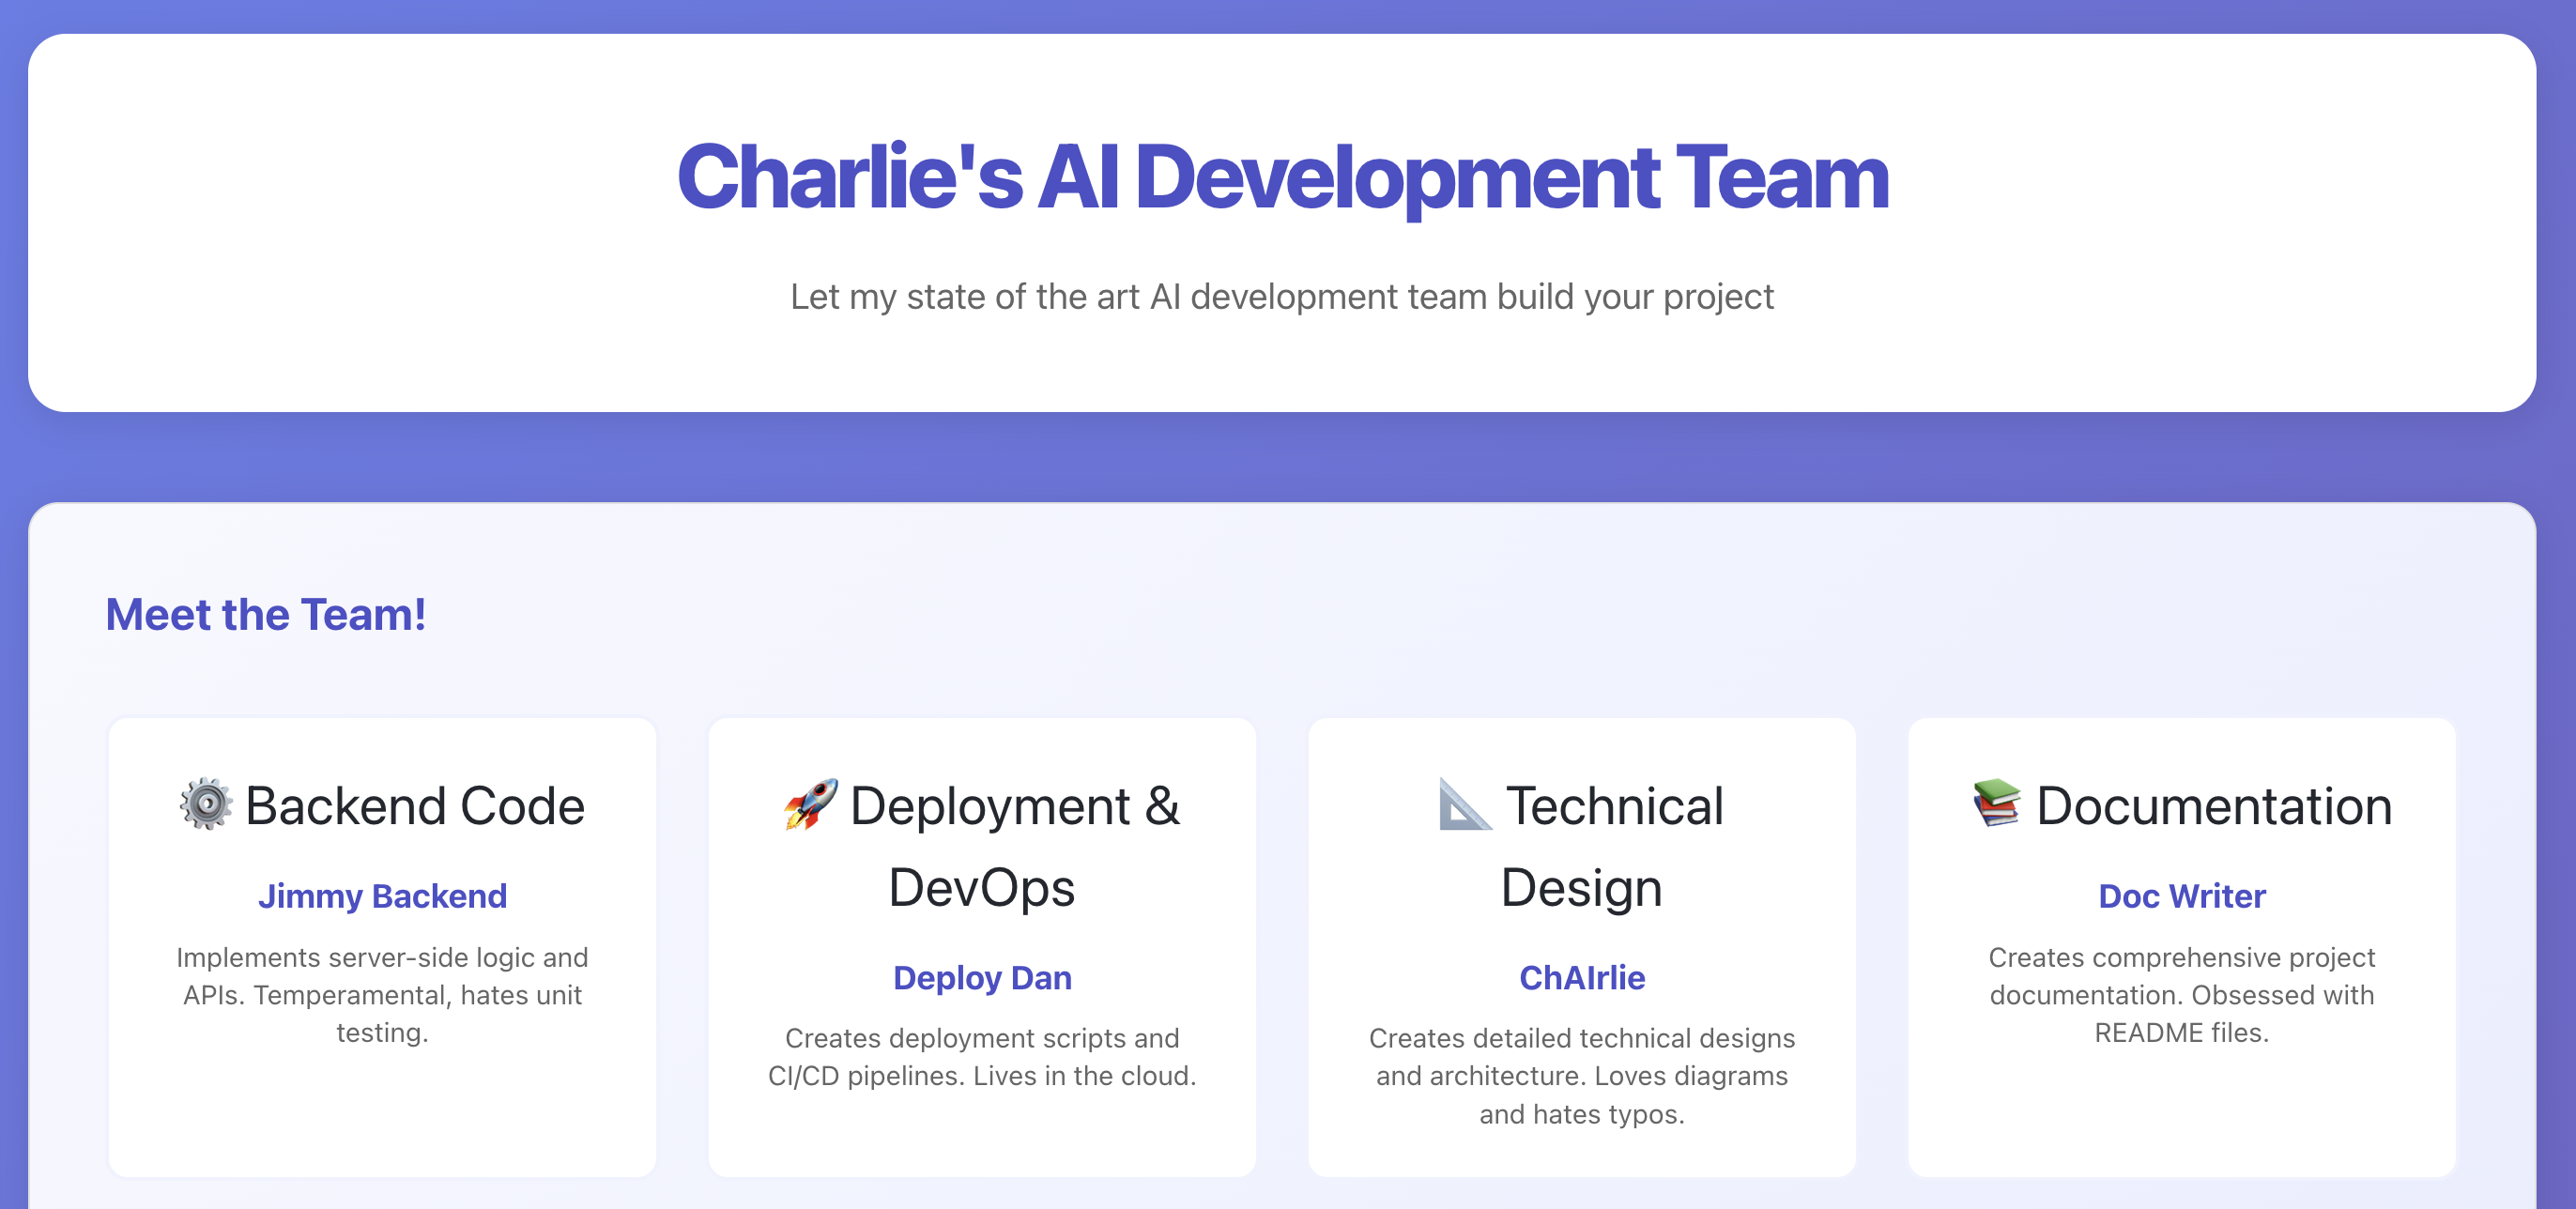 Charlie's AI Development Team
Let my state of the art AI development team build your project
Meet the Team!
Backend Code
Jimmy Backend
Implements server-side logic and
APIs. Temperamental, hates unit
testing.
Deployment &
DevOps
Deploy Dan
Creates deployment scripts and
CI/CD pipelines. Lives in the cloud.
Technical
Design
ChAIrlie
Creates detailed technical designs
and architecture. Loves diagrams
and hates typos.
Documentation
Doc Writer
Creates comprehensive project
documentation. Obsessed with
README files.